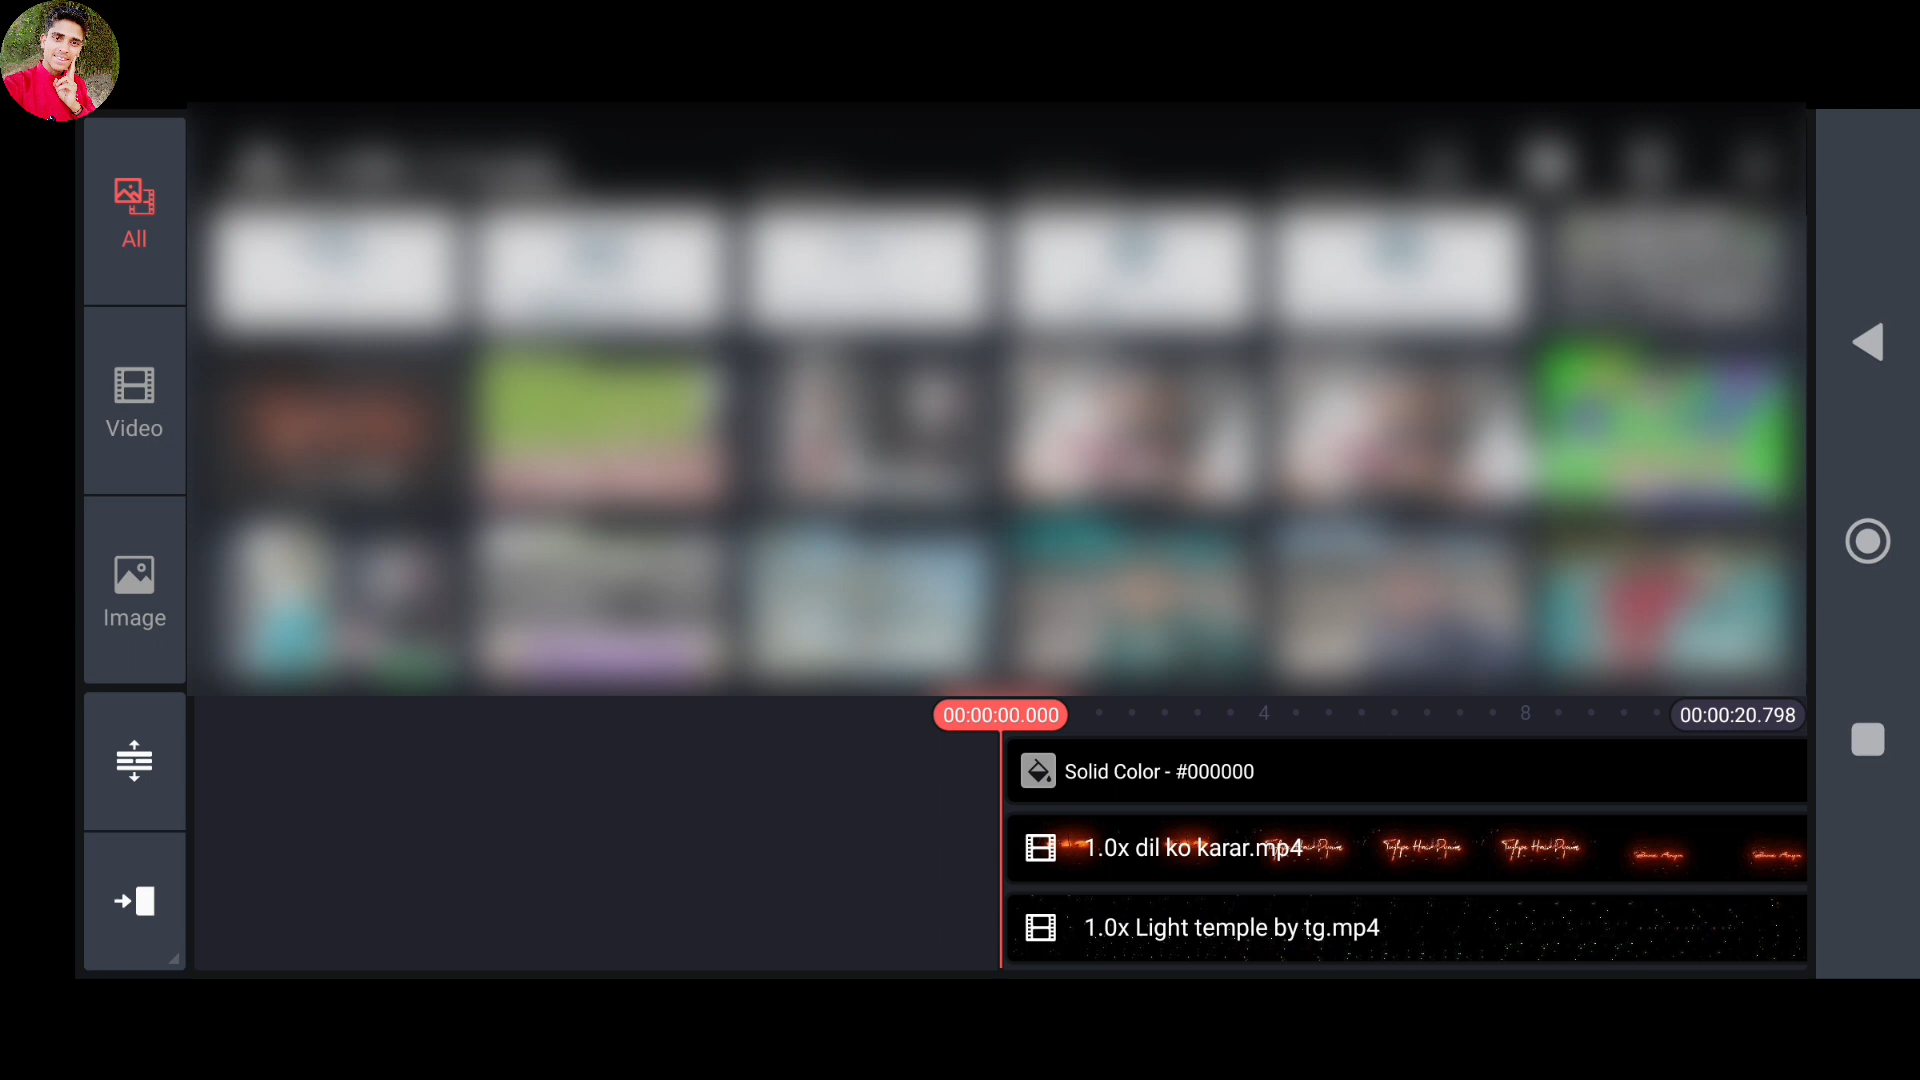 All
Video
Image
00:00:00.000
4
8
00:00:20.798
Solid Color - #000000
1.0x dil ko karar.mp4
1.0x Light temple by tg.mp4